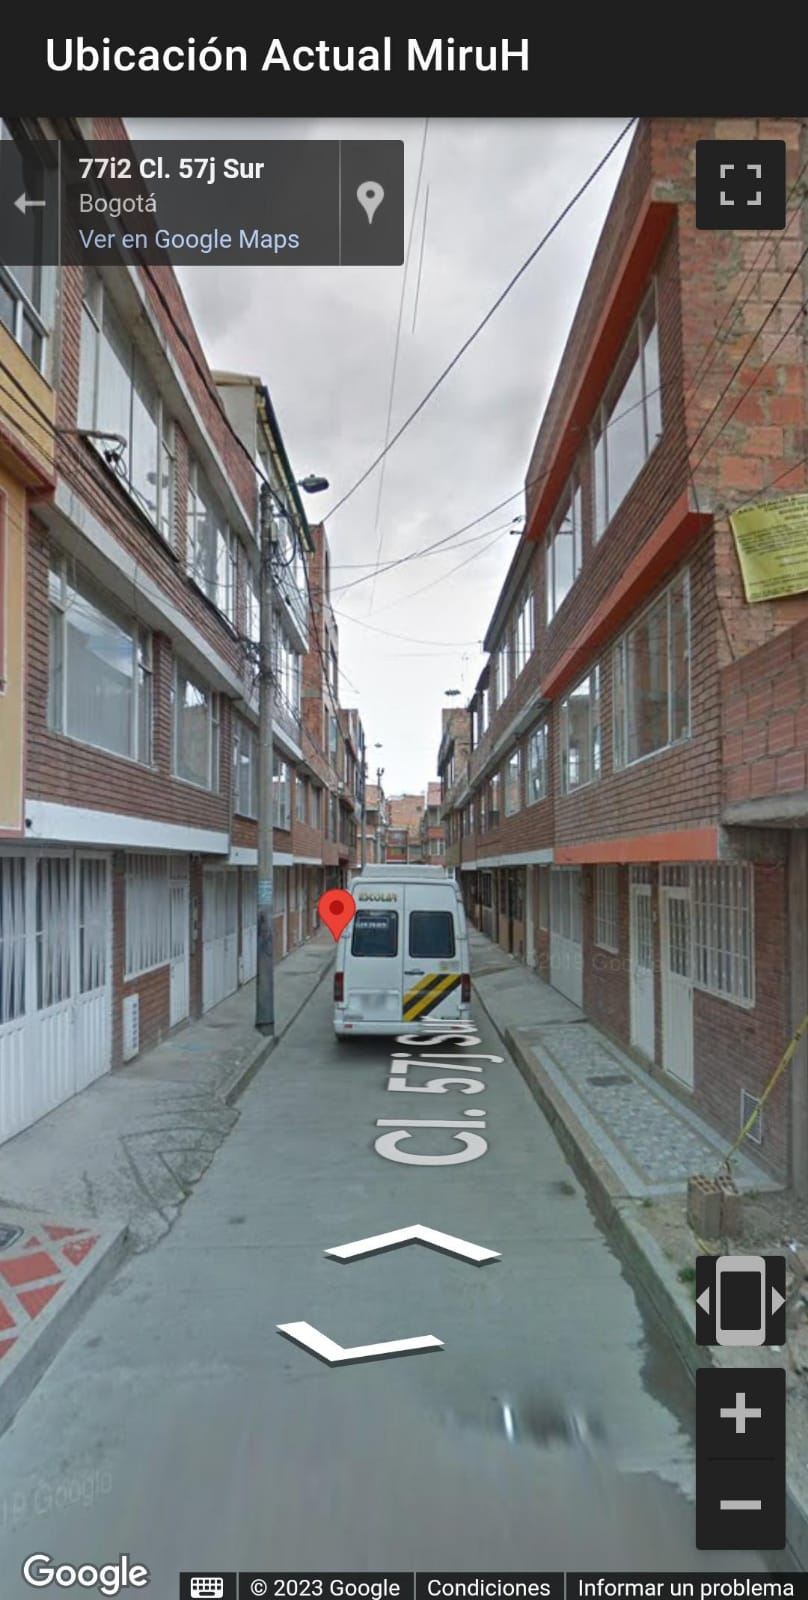 Ubicación Actual MiruH
77i2 Cl. 57j Sur
Bogotá
Ver en Google Maps
ESCOLAR
Cl. 57j Sur
Google
© 2023 Google
Condiciones
Informar un problema